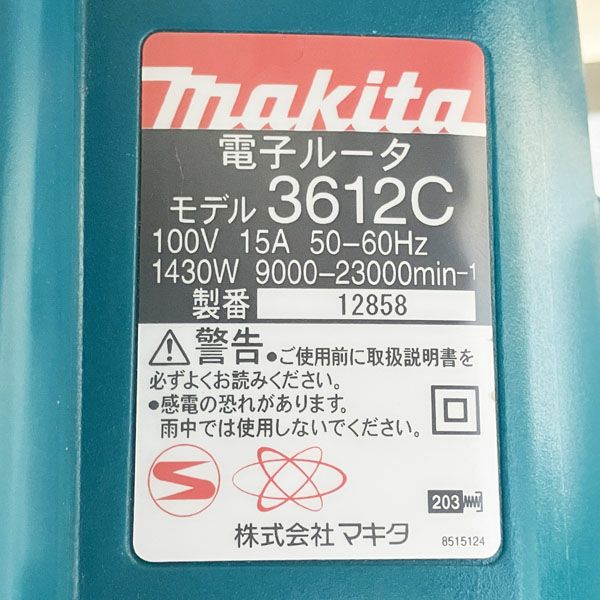 makita
電子ルータ
モデル 3612C
100V 15A 50-60Hz
1430W 9000-23000min-1
製番 12858
警告 •ご使用前に取扱説明書を
必ずよくお読みください。
•感電の恐れがあります。
雨中では使用しないでください。
203
株式会社マキタ
8515124